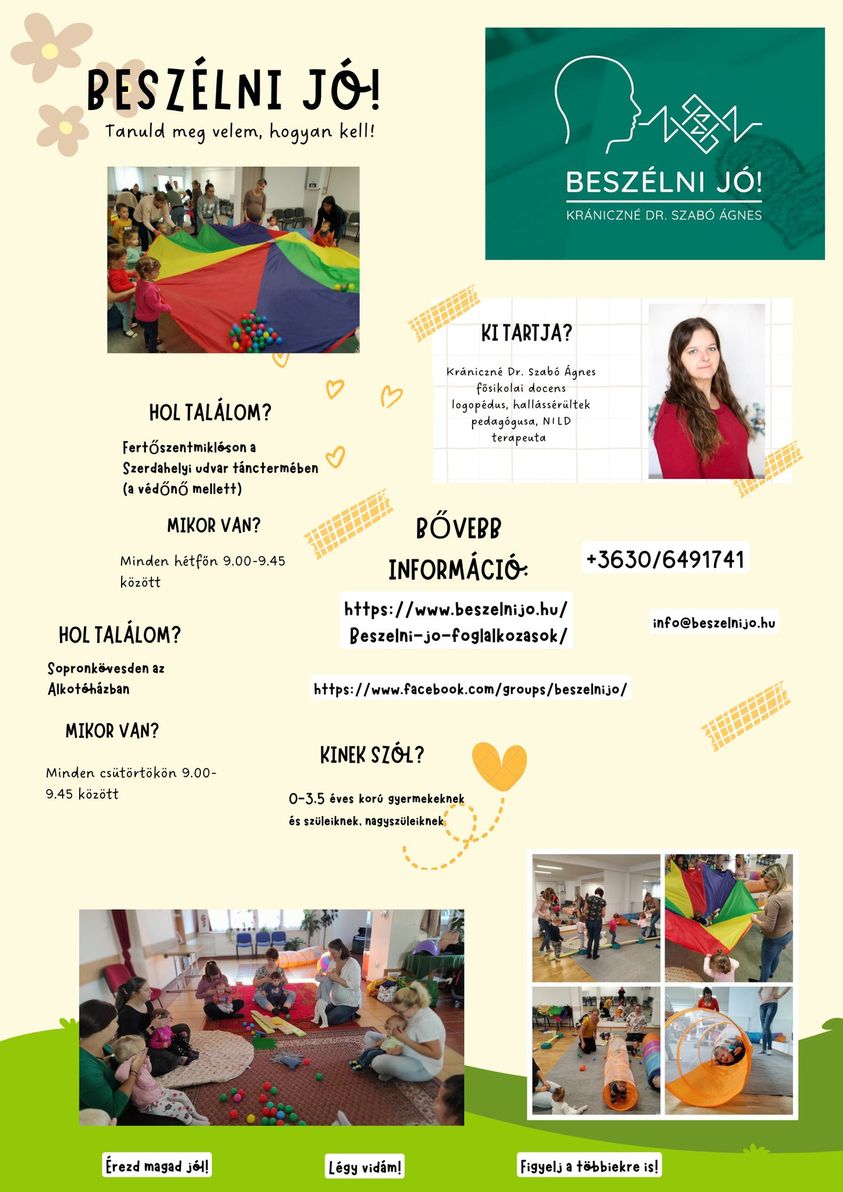 BESZÉLNI JÓ!
Tanuld meg velem, hogyan kell!
BESZÉLNI JÓ!
KRÁNICZNÉ DR. SZABÓ ÁGNES
KI TARTJA?
Krániczné Dr. Szabó Ágnes
főiskolai docens
logopédus, hallássérültek
pedagógusa, NILD
terapeuta
HOL TALÁLOM?
Fertőszentmiklóson a
Szerdahelyi udvar tánctermében
(a védőnő mellett)
MIKOR VAN?
Minden hétfőn 9.00-9.45
között
HOL TALÁLOM?
Sopronkövesden az
Alkotóházban
MIKOR VAN?
Minden csütörtökön 9.00-
9.45 között
BŐVEBB
INFORMÁCIÓ:
https://www.beszelnijo.hu/
Beszelni-jo-foglalkozasok/
+3630/6491741
info@beszelnijo.hu
https://www.facebook.com/groups/beszelnijo/
KINEK SZÓL?
0-3.5 éves korú gyermekeknek
és szüleiknek, nagyszüleiknek
Érezd magad jól!
Légy vidám!
Figyelj a többiekre is!